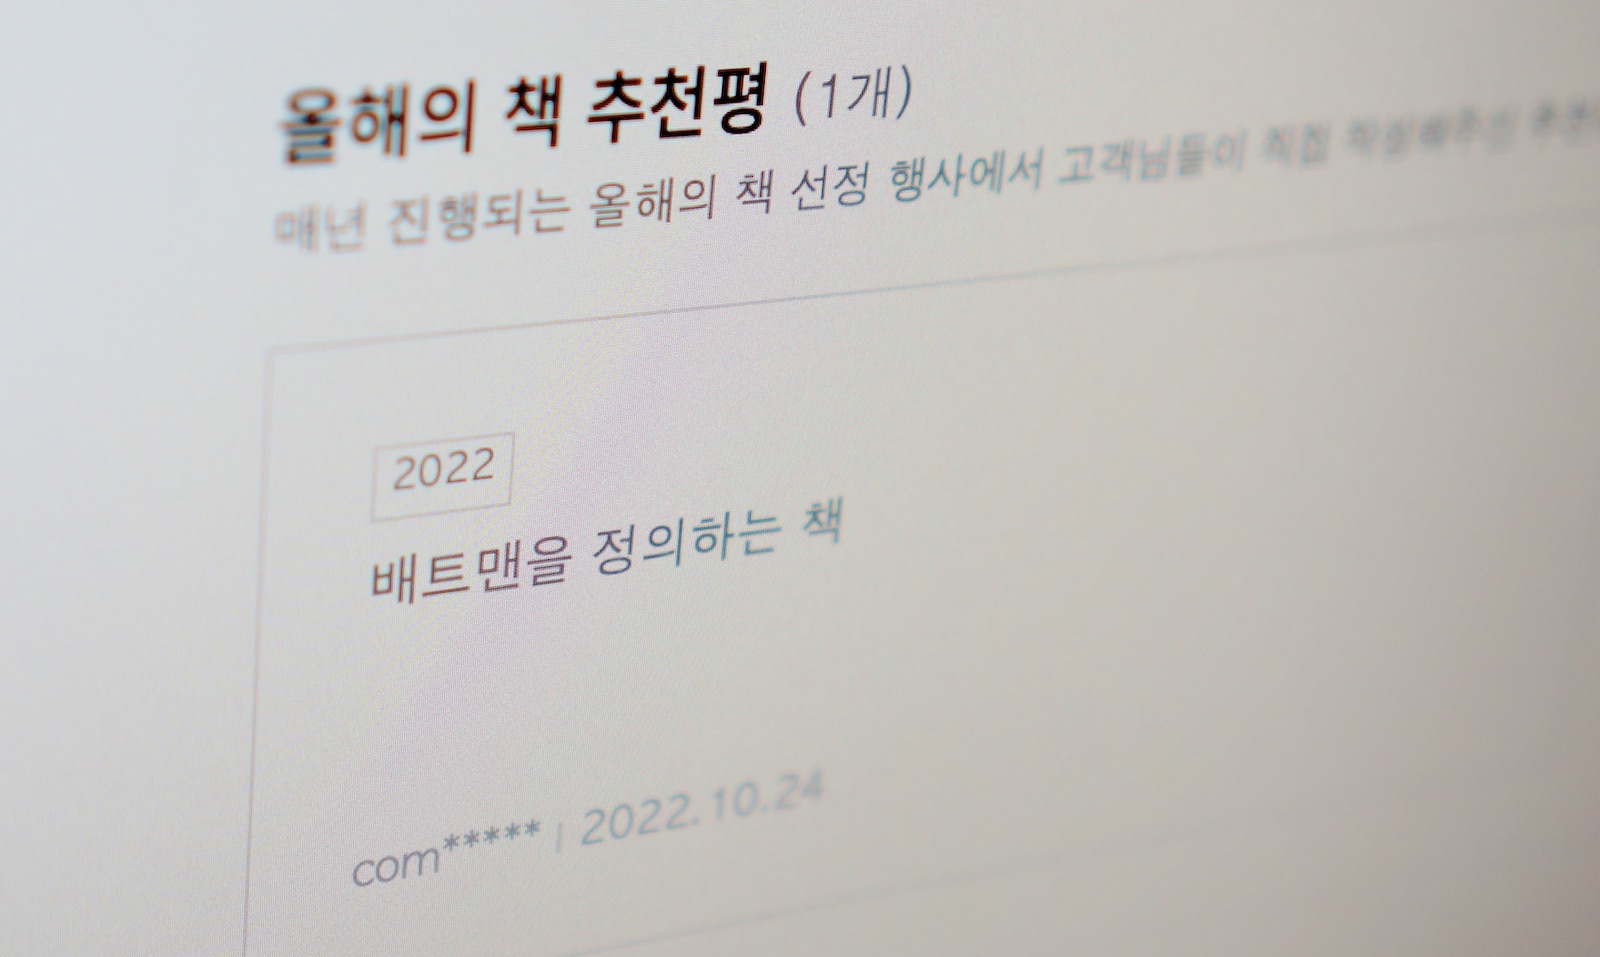 올해의 책 추천평 (1개)
매년 진행되는 올해의 책 선정 행사에서 고객님들이 직접 작성해주신 추천
2022
배트맨을 정의하는 책
com***** | 2022.10.24